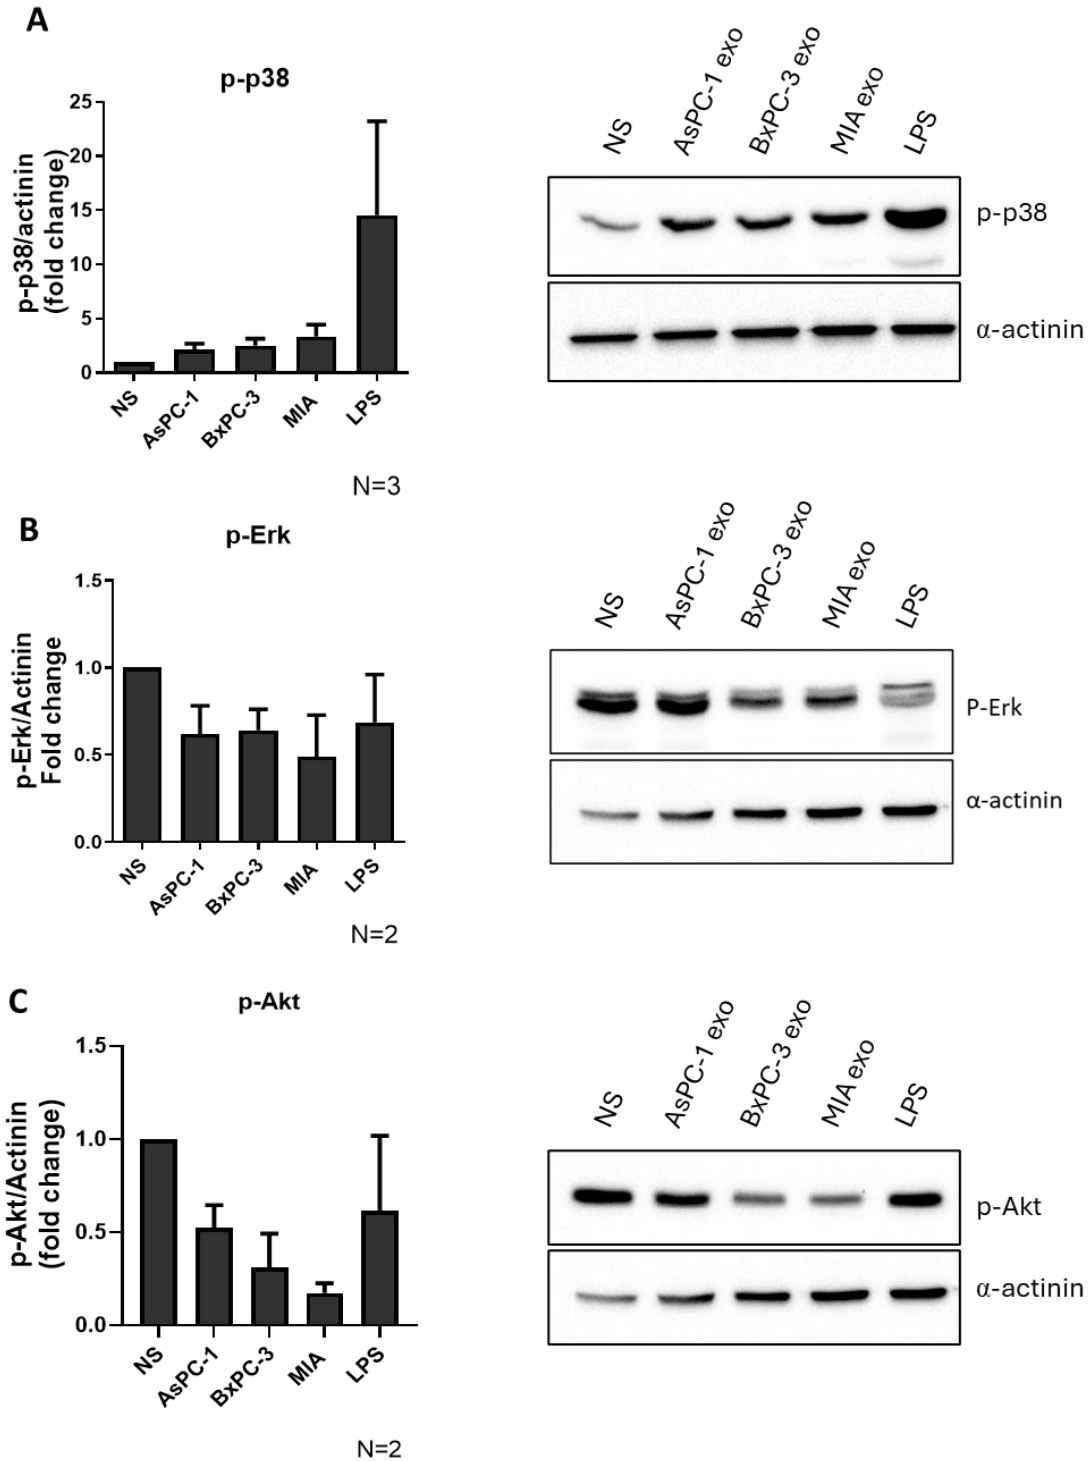 A
p-p38
p-p38/actinin
(fold change)
25
20
15
10
5
0
NS
AsPC-1
BxPC-3
MIA
LPS
N=3
NS
AsPC-1 exo
BxPC-3 exo
MIA exo
LPS
p-p38
α-actinin
B
p-Erk
p-Erk/Actinin
Fold change
1.5
1.0
0.5
0.0
NS
AsPC-1
BxPC-3
MIA
LPS
N=2
NS
AsPC-1 exo
BxPC-3 exo
MIA exo
LPS
P-Erk
α-actinin
C
p-Akt
p-Akt/Actinin
(fold change)
1.5
1.0
0.5
0.0
NS
AsPC-1
BxPC-3
MIA
LPS
N=2
NS
AsPC-1 exo
BxPC-3 exo
MIA exo
LPS
p-Akt
α-actinin